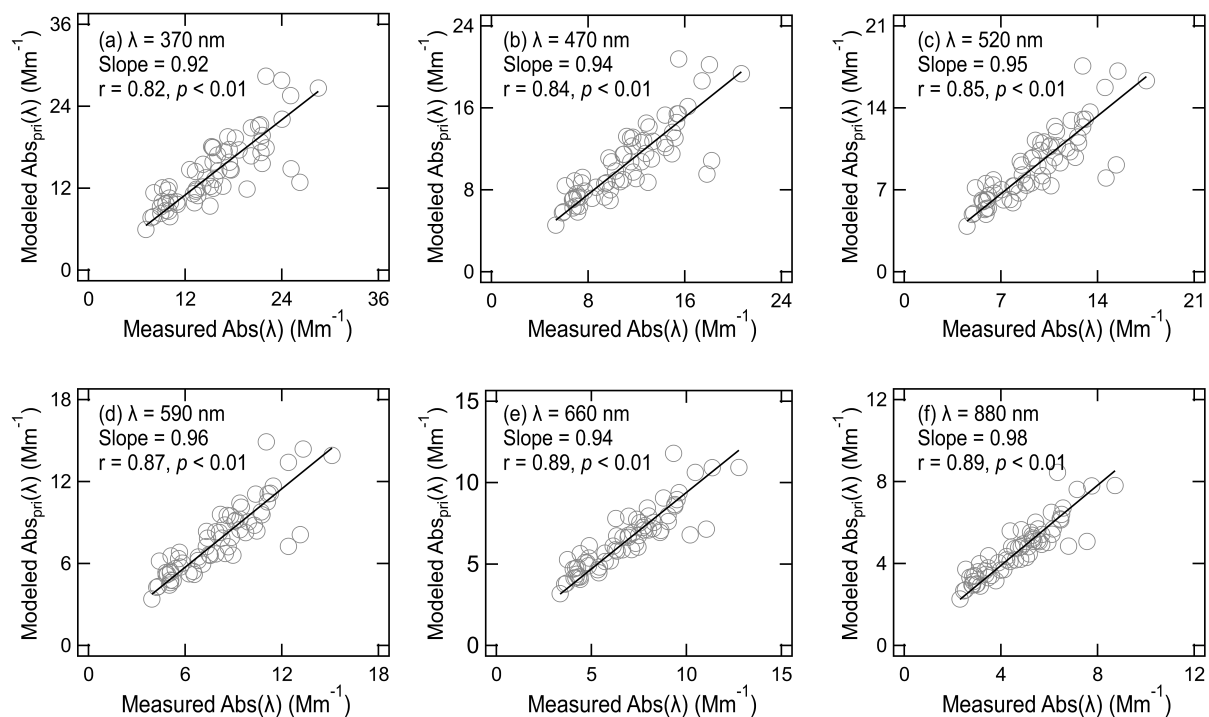 36
24
12
0
Modeled Abspri(λ) (Mm-1)
(a) λ = 370 nm
Slope = 0.92
r = 0.82, p < 0.01
0 12 24 36
Measured Abs(λ) (Mm-1)
24
16
8
0
Modeled Abspri(λ) (Mm-1)
(b) λ = 470 nm
Slope = 0.94
r = 0.84, p < 0.01
0 8 16 24
Measured Abs(λ) (Mm-1)
21
14
7
0
Modeled Abspri(λ) (Mm-1)
(c) λ = 520 nm
Slope = 0.95
r = 0.85, p < 0.01
0 7 14 21
Measured Abs(λ) (Mm-1)
18
12
6
0
Modeled Abspri(λ) (Mm-1)
(d) λ = 590 nm
Slope = 0.96
r = 0.87, p < 0.01
0 6 12 18
Measured Abs(λ) (Mm-1)
15
10
5
0
Modeled Abspri(λ) (Mm-1)
(e) λ = 660 nm
Slope = 0.94
r = 0.89, p < 0.01
0 5 10 15
Measured Abs(λ) (Mm-1)
12
8
4
0
Modeled Abspri(λ) (Mm-1)
(f) λ = 880 nm
Slope = 0.98
r = 0.89, p < 0.01
0 4 8 12
Measured Abs(λ) (Mm-1)